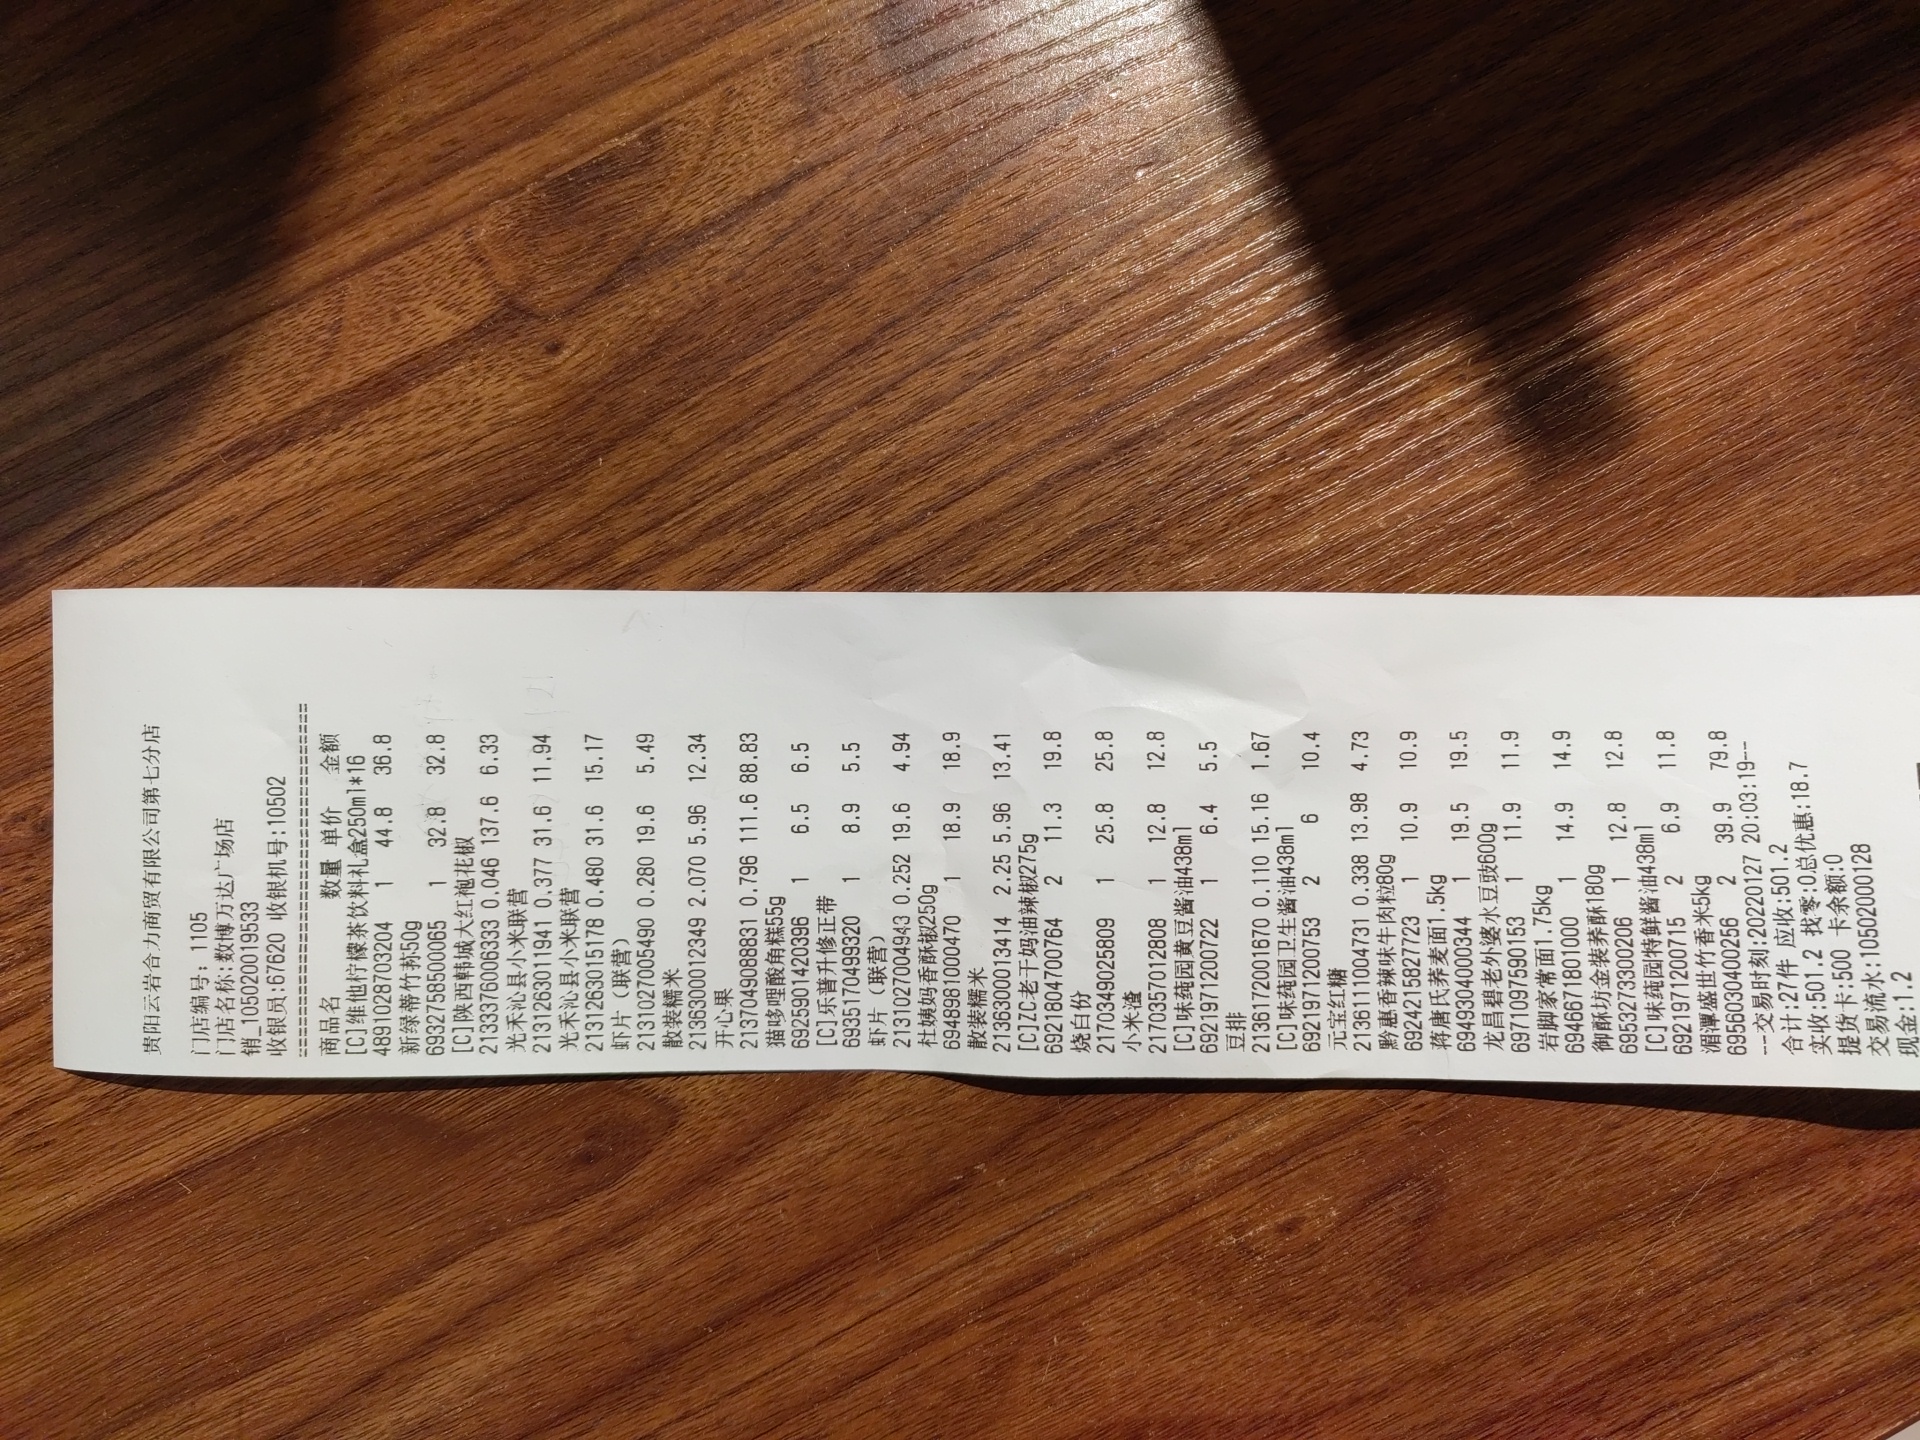 贵阳云岩合力商贸有限公司第七分店
门店编号: 1105
门店名称:数博万达广场店
销_105020019533
收银员:67620 收银机号:10502
================================
商品名 数量 单价 金额
[C]维他柠檬茶饮料礼盒250ml*16
4891028703204 1 44.8 36.8
新绿蒂竹荪50g
6932758500065 1 32.8 32.8
[C]陕西韩城大红袍花椒
2133376006333 0.046 137.6 6.33
光禾沁县小米联营
2131263011941 0.377 31.6 11.94
光禾沁县小米联营
2131263015178 0.480 31.6 15.17
虾片（联营）
2131027005490 0.280 19.6 5.49
散装糯米
2136300012349 2.070 5.96 12.34
开心果
2137049088831 0.796 111.6 88.83
猫哆哩酸角糕55g
6925901420396 1 6.5 6.5
[C]乐普升修正带
6935170499320 1 8.9 5.5
虾片（联营）
2131027004943 0.252 19.6 4.94
杜姨妈香酥椒250g
6948981000470 1 18.9 18.9
散装糯米
2136300013414 2.25 5.96 13.41
[C]ZC老干妈油辣椒275g
6921804700764 2 11.3 19.8
烧白份
2170349025809 1 25.8 25.8
小米渣
2170357012808 1 12.8 12.8
[C]味莼园黄豆酱油438ml
6921971200722 1 6.4 5.5
豆排
2136172001670 0.110 15.16 1.67
[C]味莼园卫生酱油438ml
6921971200753 2 6 10.4
元宝红糖
2136111004731 0.338 13.98 4.73
黔惠香辣味牛肉粒80g
6924215827723 1 10.9 10.9
蒋唐氏荞麦面1.5kg
6949304000344 1 19.5 19.5
龙昌碧老外婆水豆豉600g
6971097590153 1 11.9 11.9
岩脚家常面1.75kg
6946671801000 1 14.9 14.9
御酥坊金装荞酥180g
6953273300206 1 12.8 12.8
[C]味莼园特鲜酱油438ml
6921971200715 2 6.9 11.8
湄潭盛世竹香米5kg
6956030400256 2 39.9 79.8
--交易时刻:20220127 20:03:19--
合计:27件 应收:501.2
实收:501.2 找零:0总优惠:18.7
提货卡:500 卡余额:0
交易流水:1050200128
现金:1.2